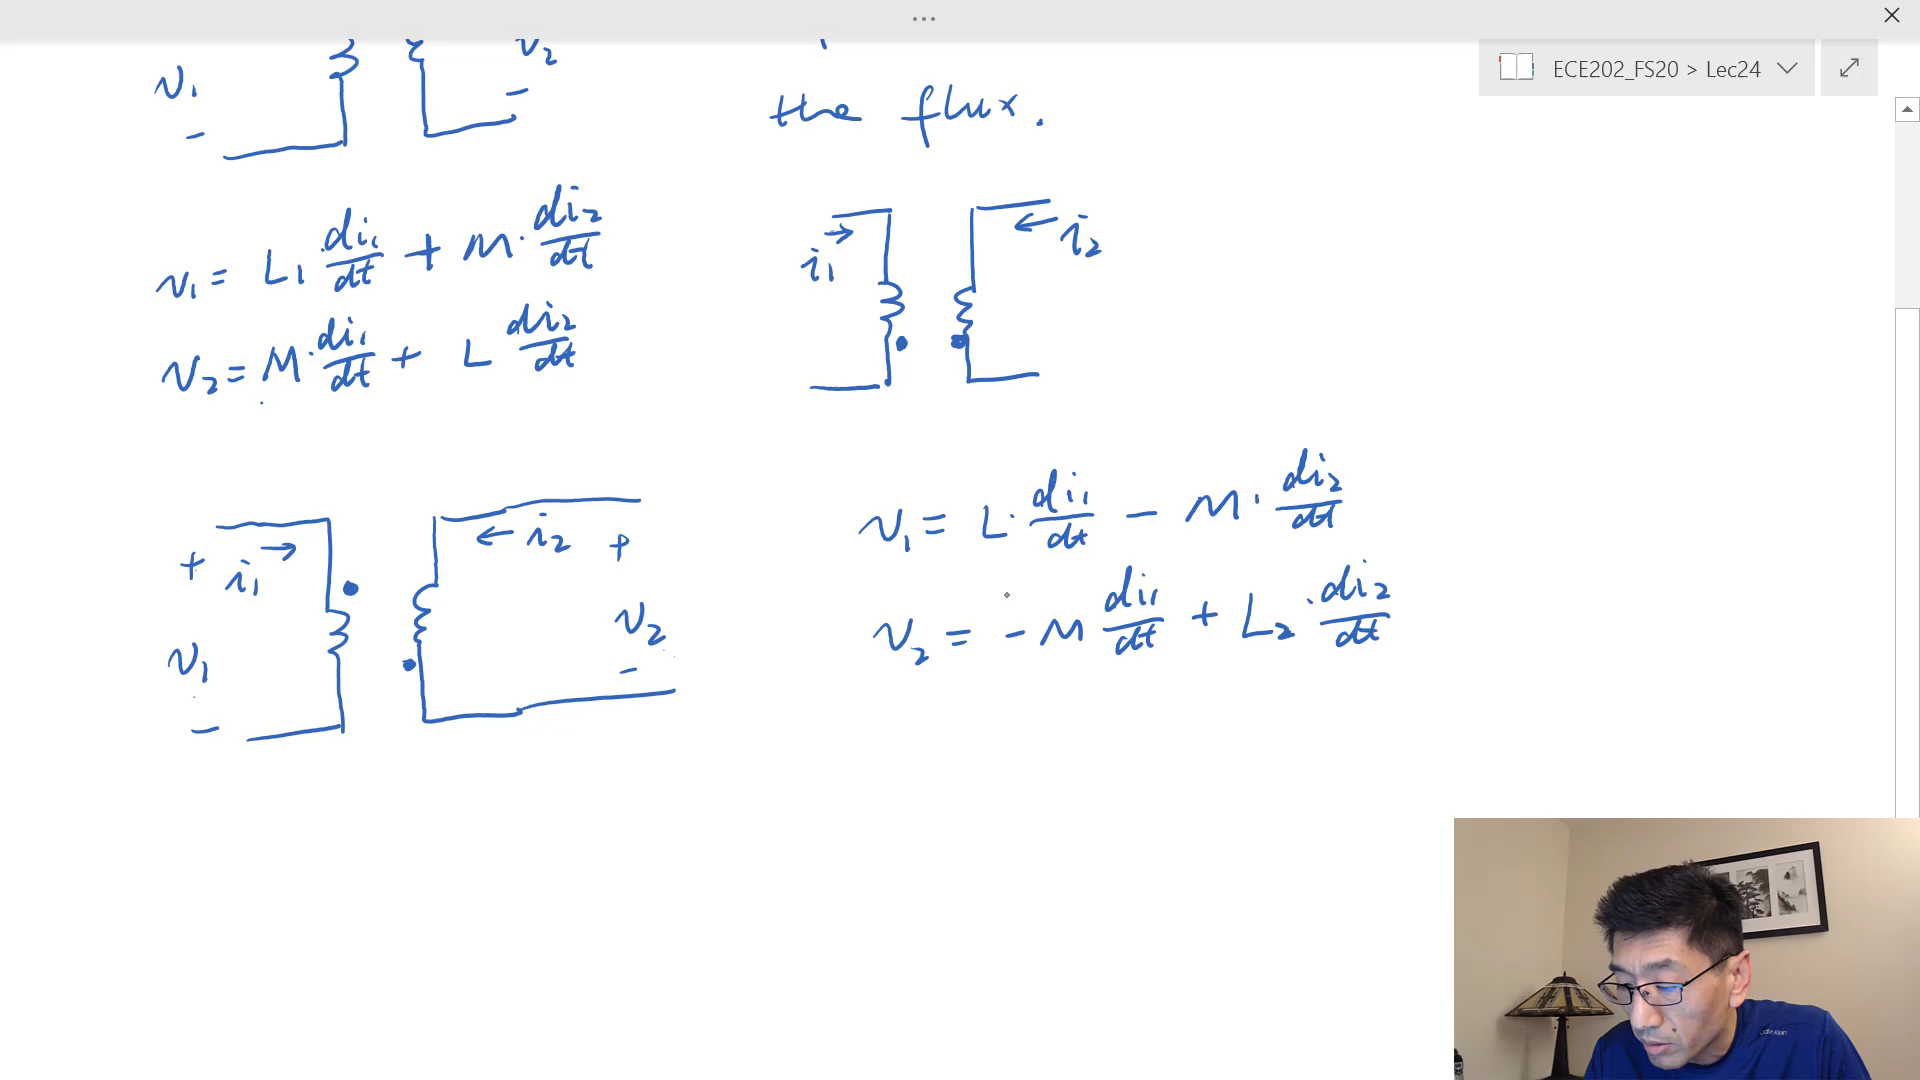 ECE202_FS20 > Lec24
v₁ - v₂ -
the flux.
v₁ = L₁ · di₁/dt + M · di₂/dt
v₂ = M · di₁/dt + L di₂/dt
i₁ → ← i₂
+ i₁ → ← i₂ +
v₁ v₂
- -
v₁ = L · di₁/dt - M · di₂/dt
v₂ = - M di₁/dt + L₂ · di₂/dt